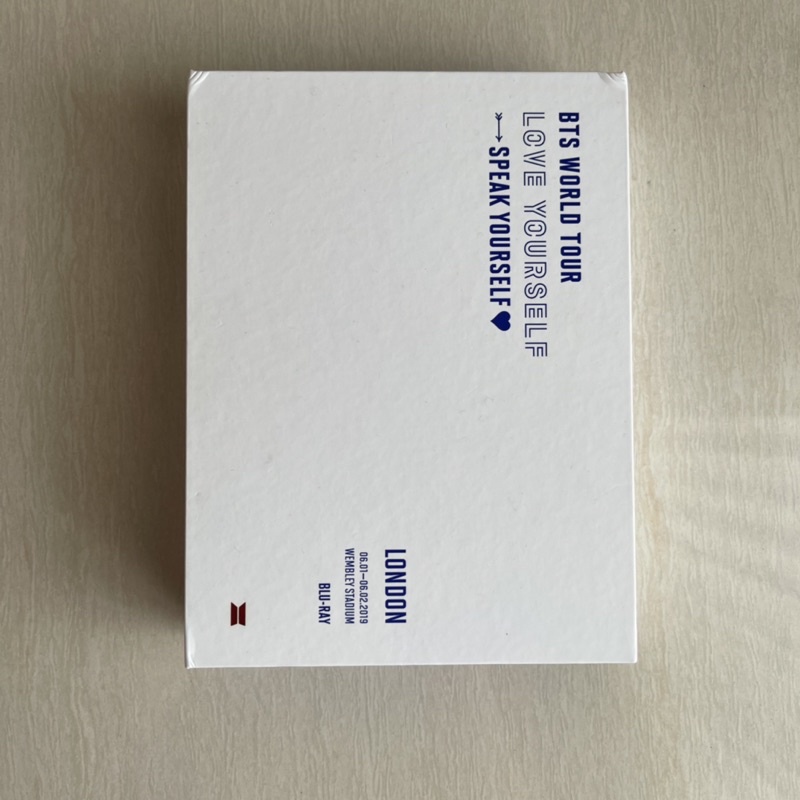 BTS WORLD TOUR
LOVE YOURSELF
SPEAK YOURSELF
LONDON
06.01—06.02.2019
WEMBLEY STADIUM
BLU-RAY